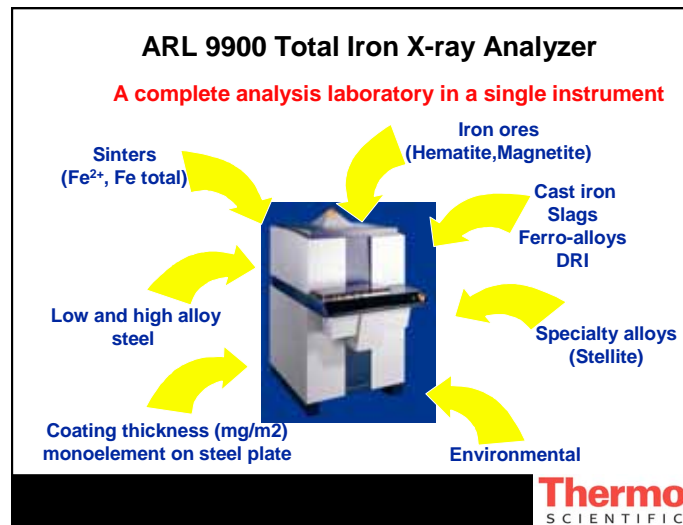 ARL 9900 Total Iron X-ray Analyzer
A complete analysis laboratory in a single instrument
Iron ores
(Hematite,Magnetite)
Sinters
(Fe²⁺, Fe total)
Cast iron
Slags
Ferro-alloys
DRI
Low and high alloy
steel
Specialty alloys
(Stellite)
Coating thickness (mg/m2)
monoelement on steel plate
Environmental
Thermo
SCIENTIFIC